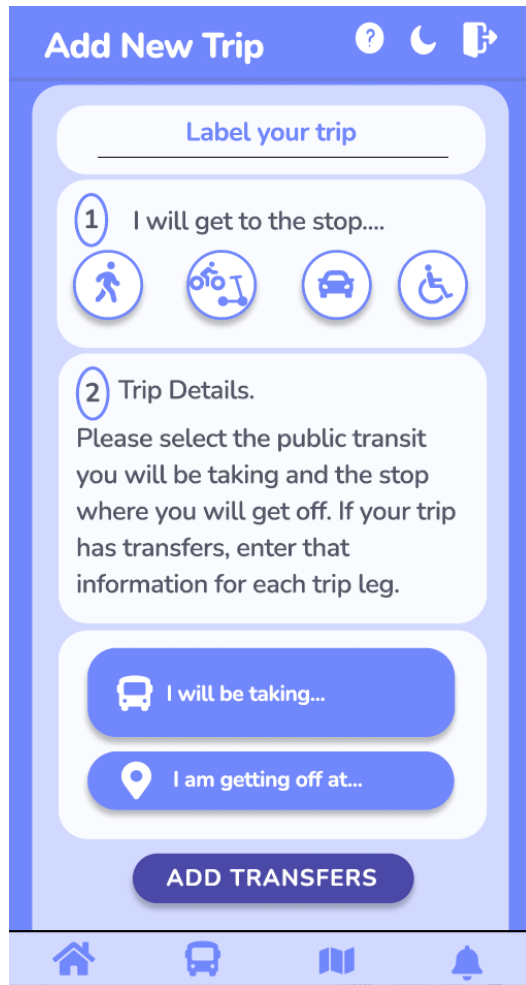 Add New Trip
?
Label your trip
1 I will get to the stop....
2 Trip Details.
Please select the public transit
you will be taking and the stop
where you will get off. If your trip
has transfers, enter that
information for each trip leg.
I will be taking...
I am getting off at...
ADD TRANSFERS